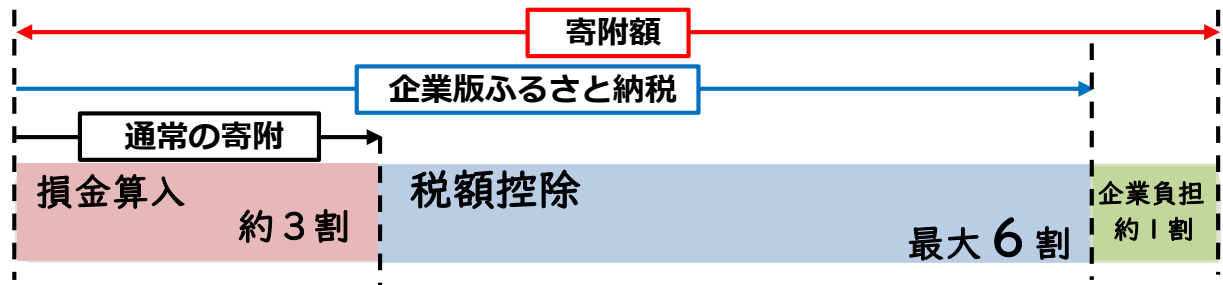 寄附額
企業版ふるさと納税
通常の寄附
損金算入
約３割
税額控除
最大６割
企業負担
約１割